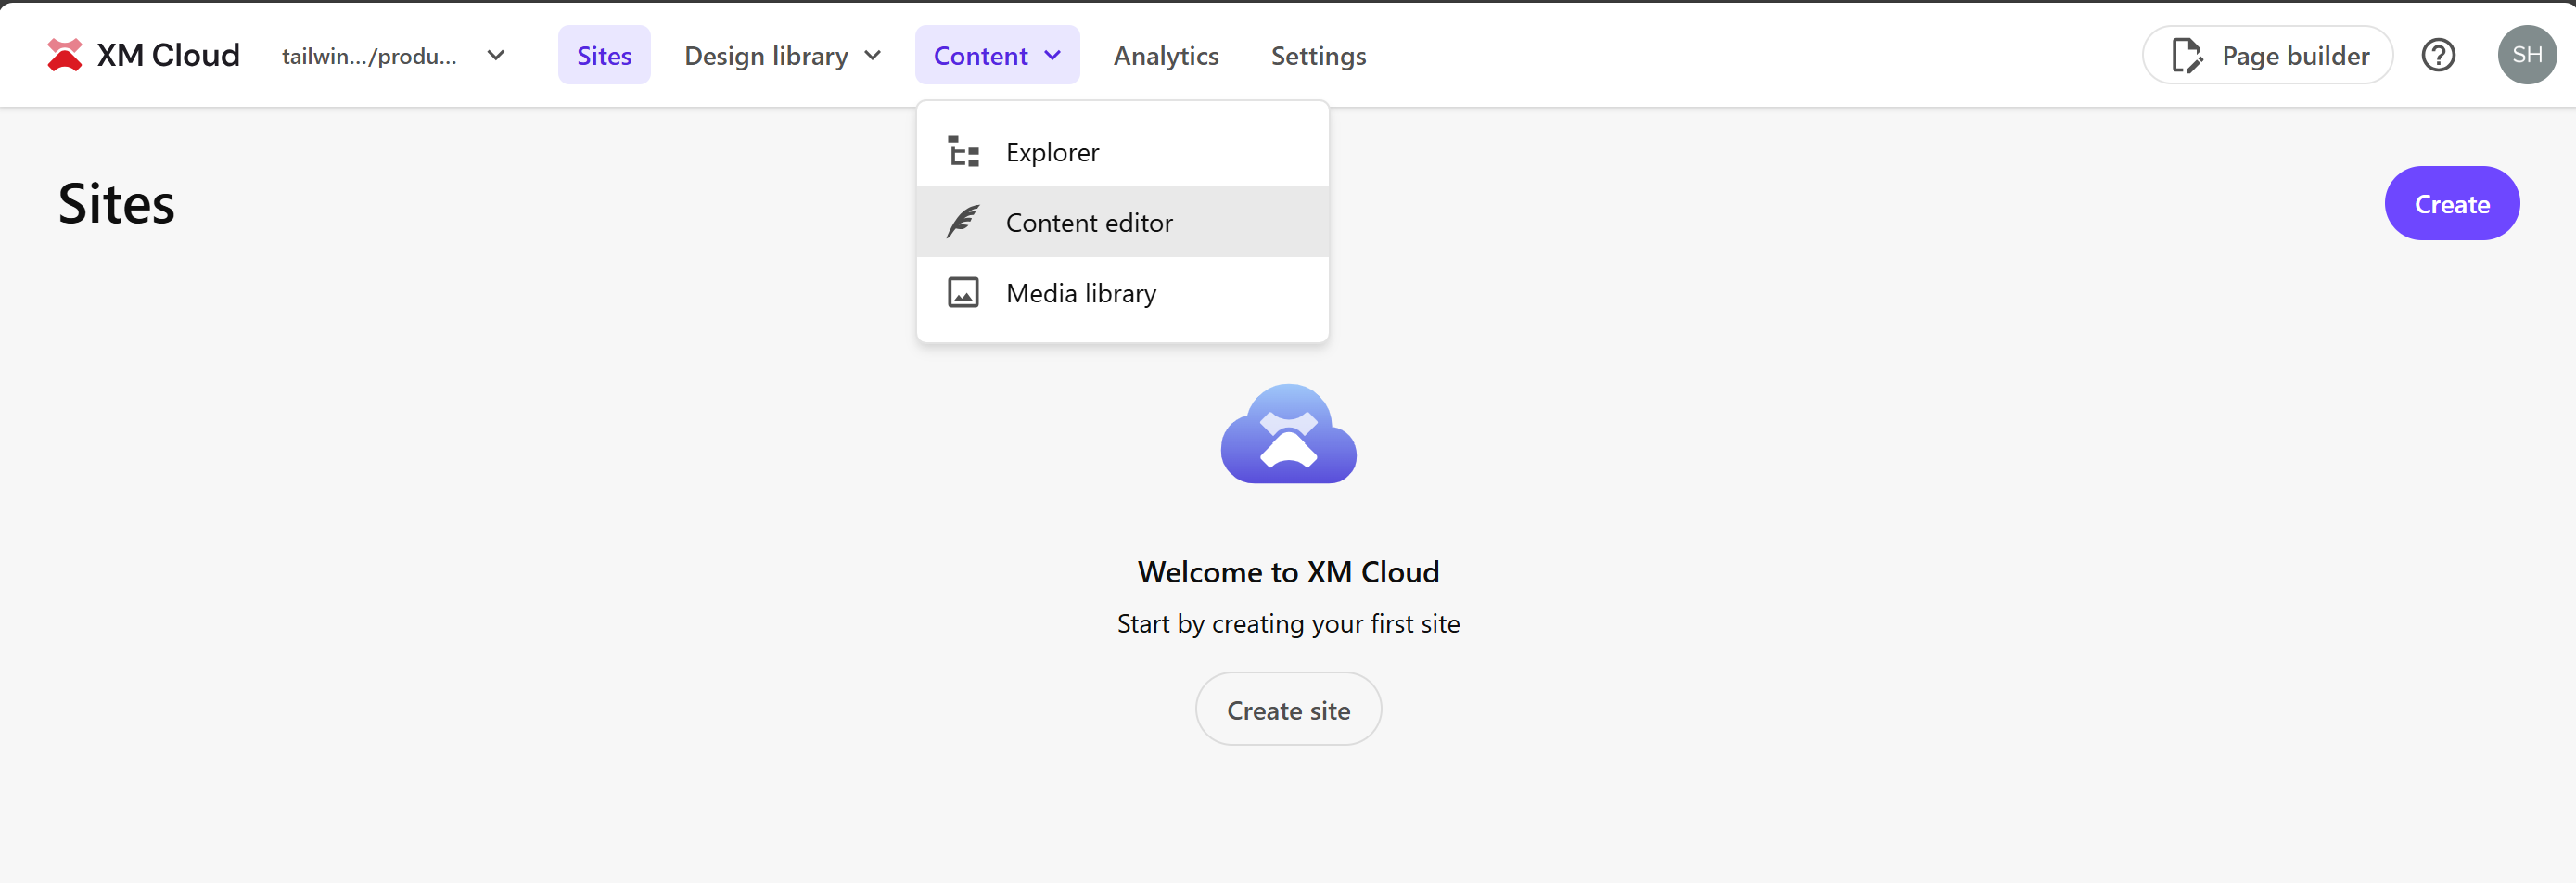 XM Cloud tailwin.../produ... Sites Design library Content Analytics Settings Page builder SH
Explorer
Sites
Content editor
Create
Media library
Welcome to XM Cloud
Start by creating your first site
Create site